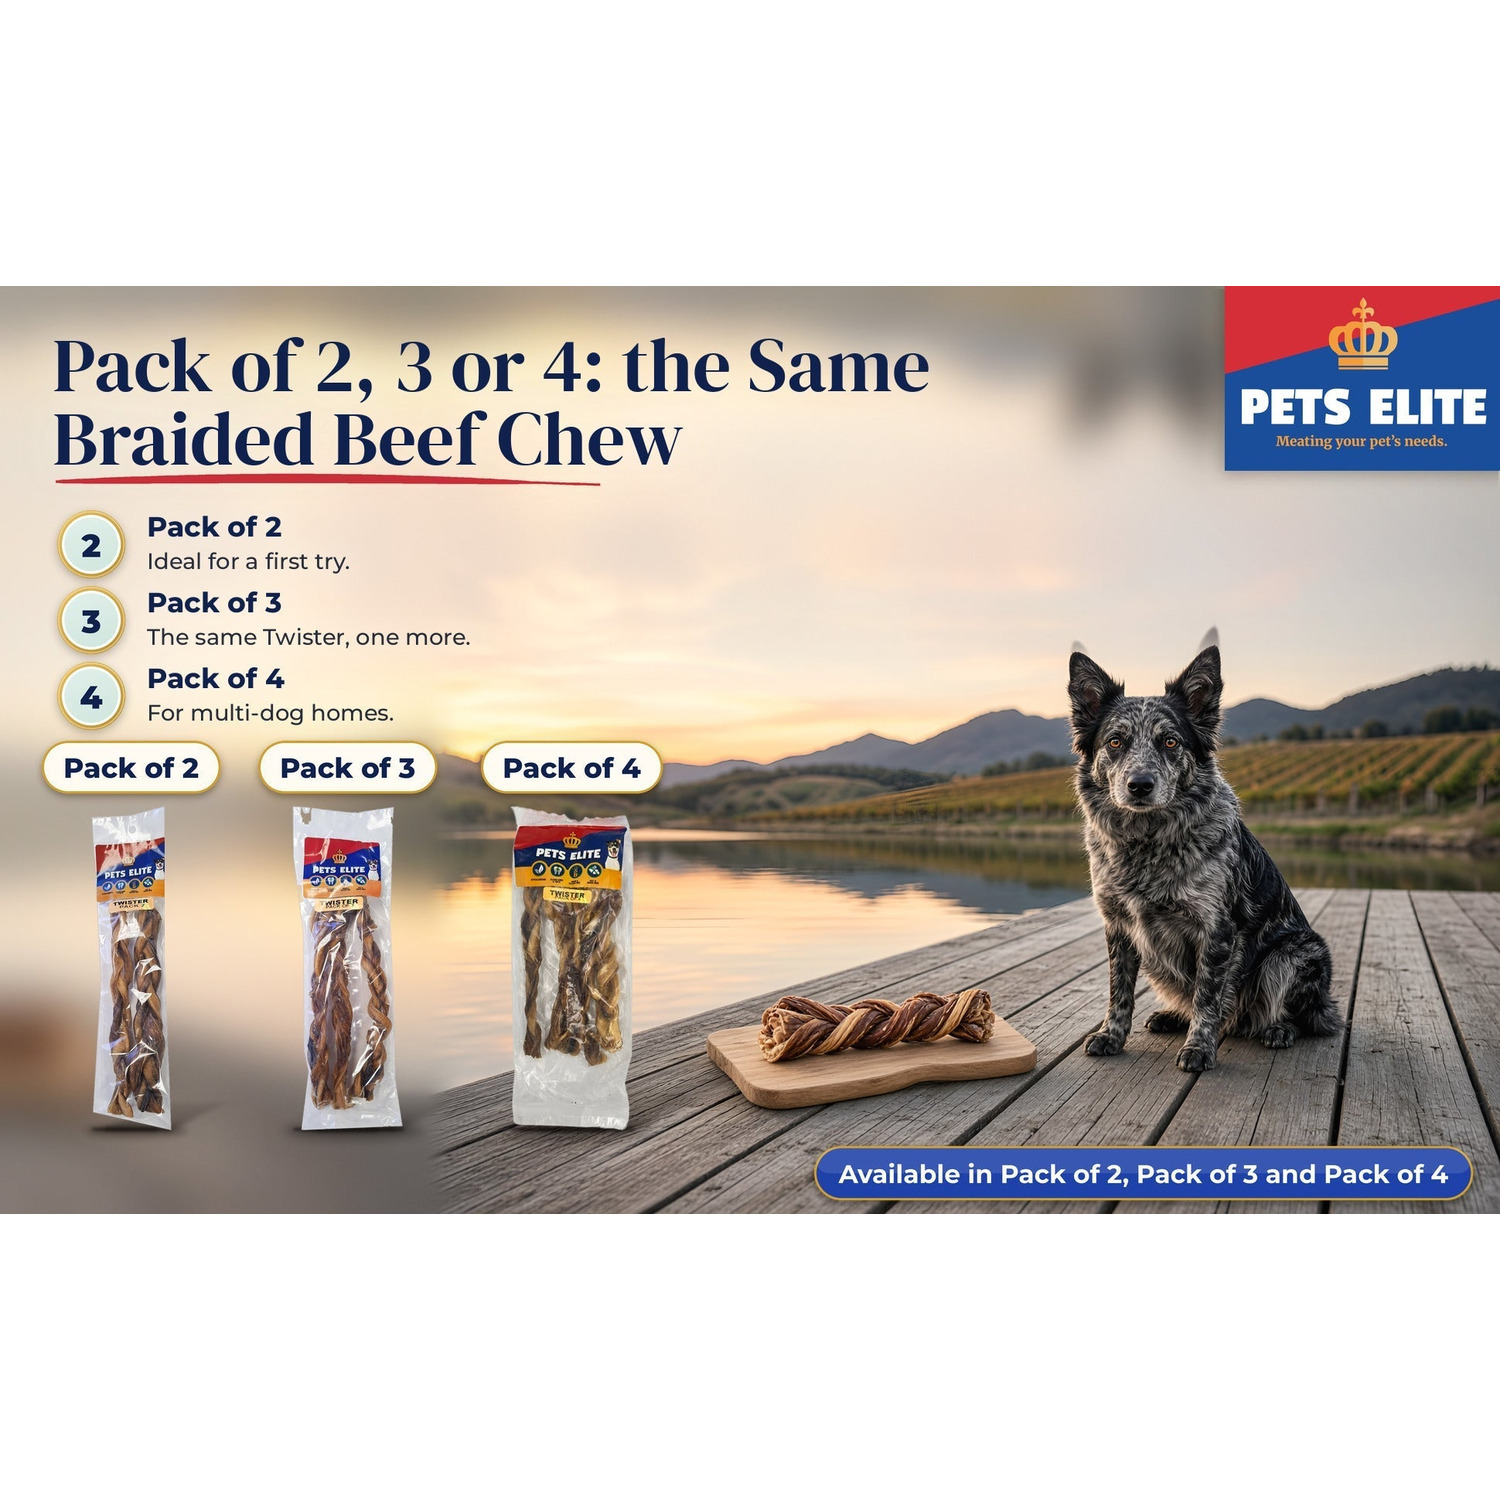 Pack of 2, 3 or 4: the Same
Braided Beef Chew
PETS ELITE
Meating your pet's needs.
2
Pack of 2
Ideal for a first try.
3
Pack of 3
The same Twister, one more.
4
Pack of 4
For multi-dog homes.
Pack of 2
Pack of 3
Pack of 4
PETS ELITE
TWISTER
PACK 2
PETS ELITE
TWISTER
PETS ELITE
TWISTER
Available in Pack of 2, Pack of 3 and Pack of 4